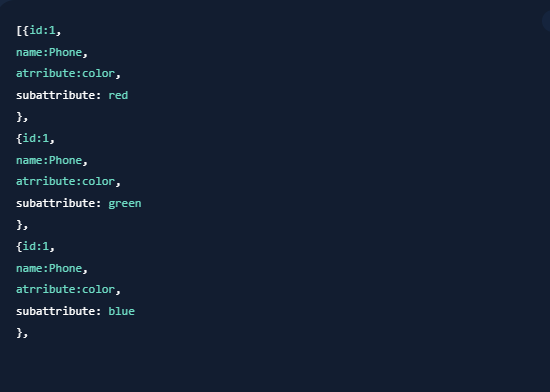 [{id:1,
name:Phone,
atrribute:color,
subattribute: red
},
{id:1,
name:Phone,
atrribute:color,
subattribute: green
},
{id:1,
name:Phone,
atrribute:color,
subattribute: blue
},